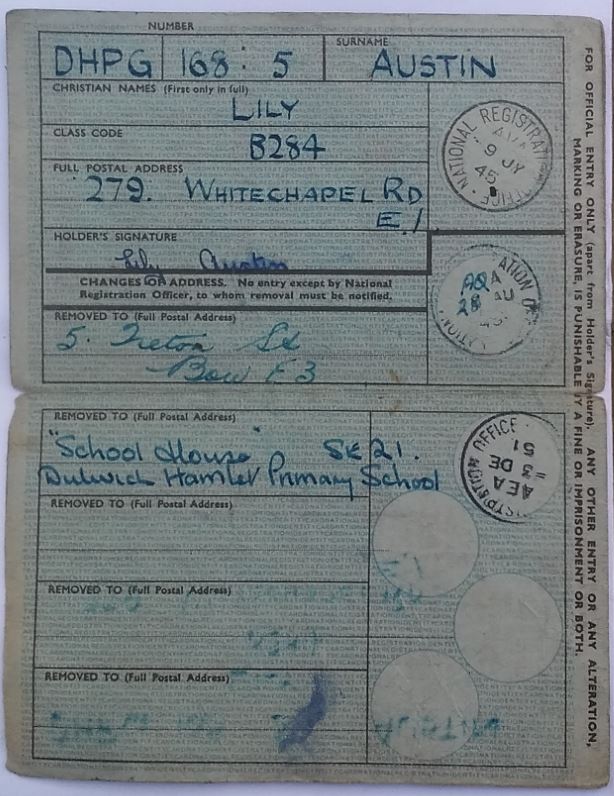 NUMBER
SURNAME
DHPG 168 : 5 AUSTIN
CHRISTIAN NAMES (First only in full)
LILY
CLASS CODE
B284
FULL POSTAL ADDRESS
279. WHITECHAPEL RD
E.1
HOLDER'S SIGNATURE
Lily Austin
CHANGES OF ADDRESS. No entry except by National
Registration Officer, to whom removal must be notified.
NATIONAL REGISTRATION OFFICE
9 JY
45
REMOVED TO (Full Postal Address)
5. St
Bow E3
28 AU
REMOVED TO (Full Postal Address)
"School House" SE 21.
Dulwich Hamlet Primary School
OFFICE
AEA
3 DE
51
REMOVED TO (Full Postal Address)
REMOVED TO (Full Postal Address)
REMOVED TO (Full Postal Address)
FOR OFFICIAL ENTRY ONLY (apart from Holder's Signature). ANY OTHER ENTRY OR ANY ALTERATION,
MARKING OR ERASURE, IS PUNISHABLE BY A FINE OR IMPRISONMENT OR BOTH.